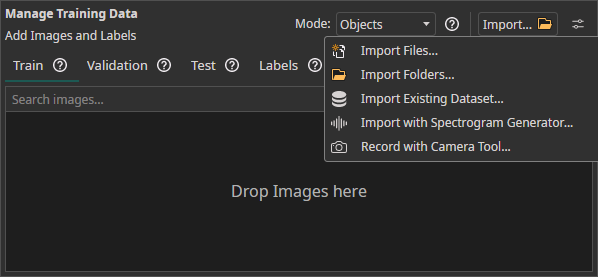 Manage Training Data
Add Images and Labels
Mode: Objects
Import...
Import Files...
Import Folders...
Import Existing Dataset...
Import with Spectrogram Generator...
Record with Camera Tool...
Train Validation Test Labels
Search images...
Drop Images here